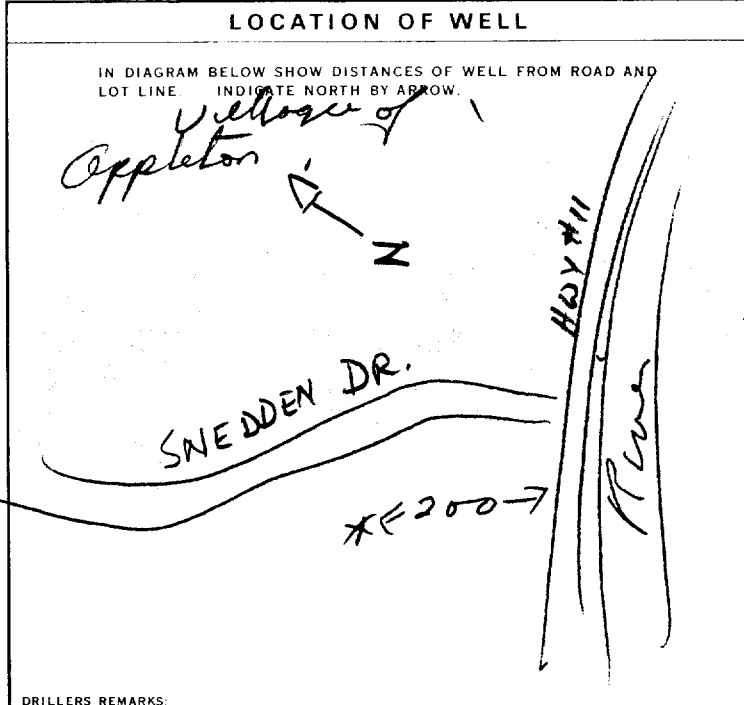 LOCATION OF WELL
IN DIAGRAM BELOW SHOW DISTANCES OF WELL FROM ROAD AND
LOT LINE. INDICATE NORTH BY ARROW.
Village of
Appleton
N
HWY #11
SNEDDEN DR.
200
River
DRILLERS REMARKS: